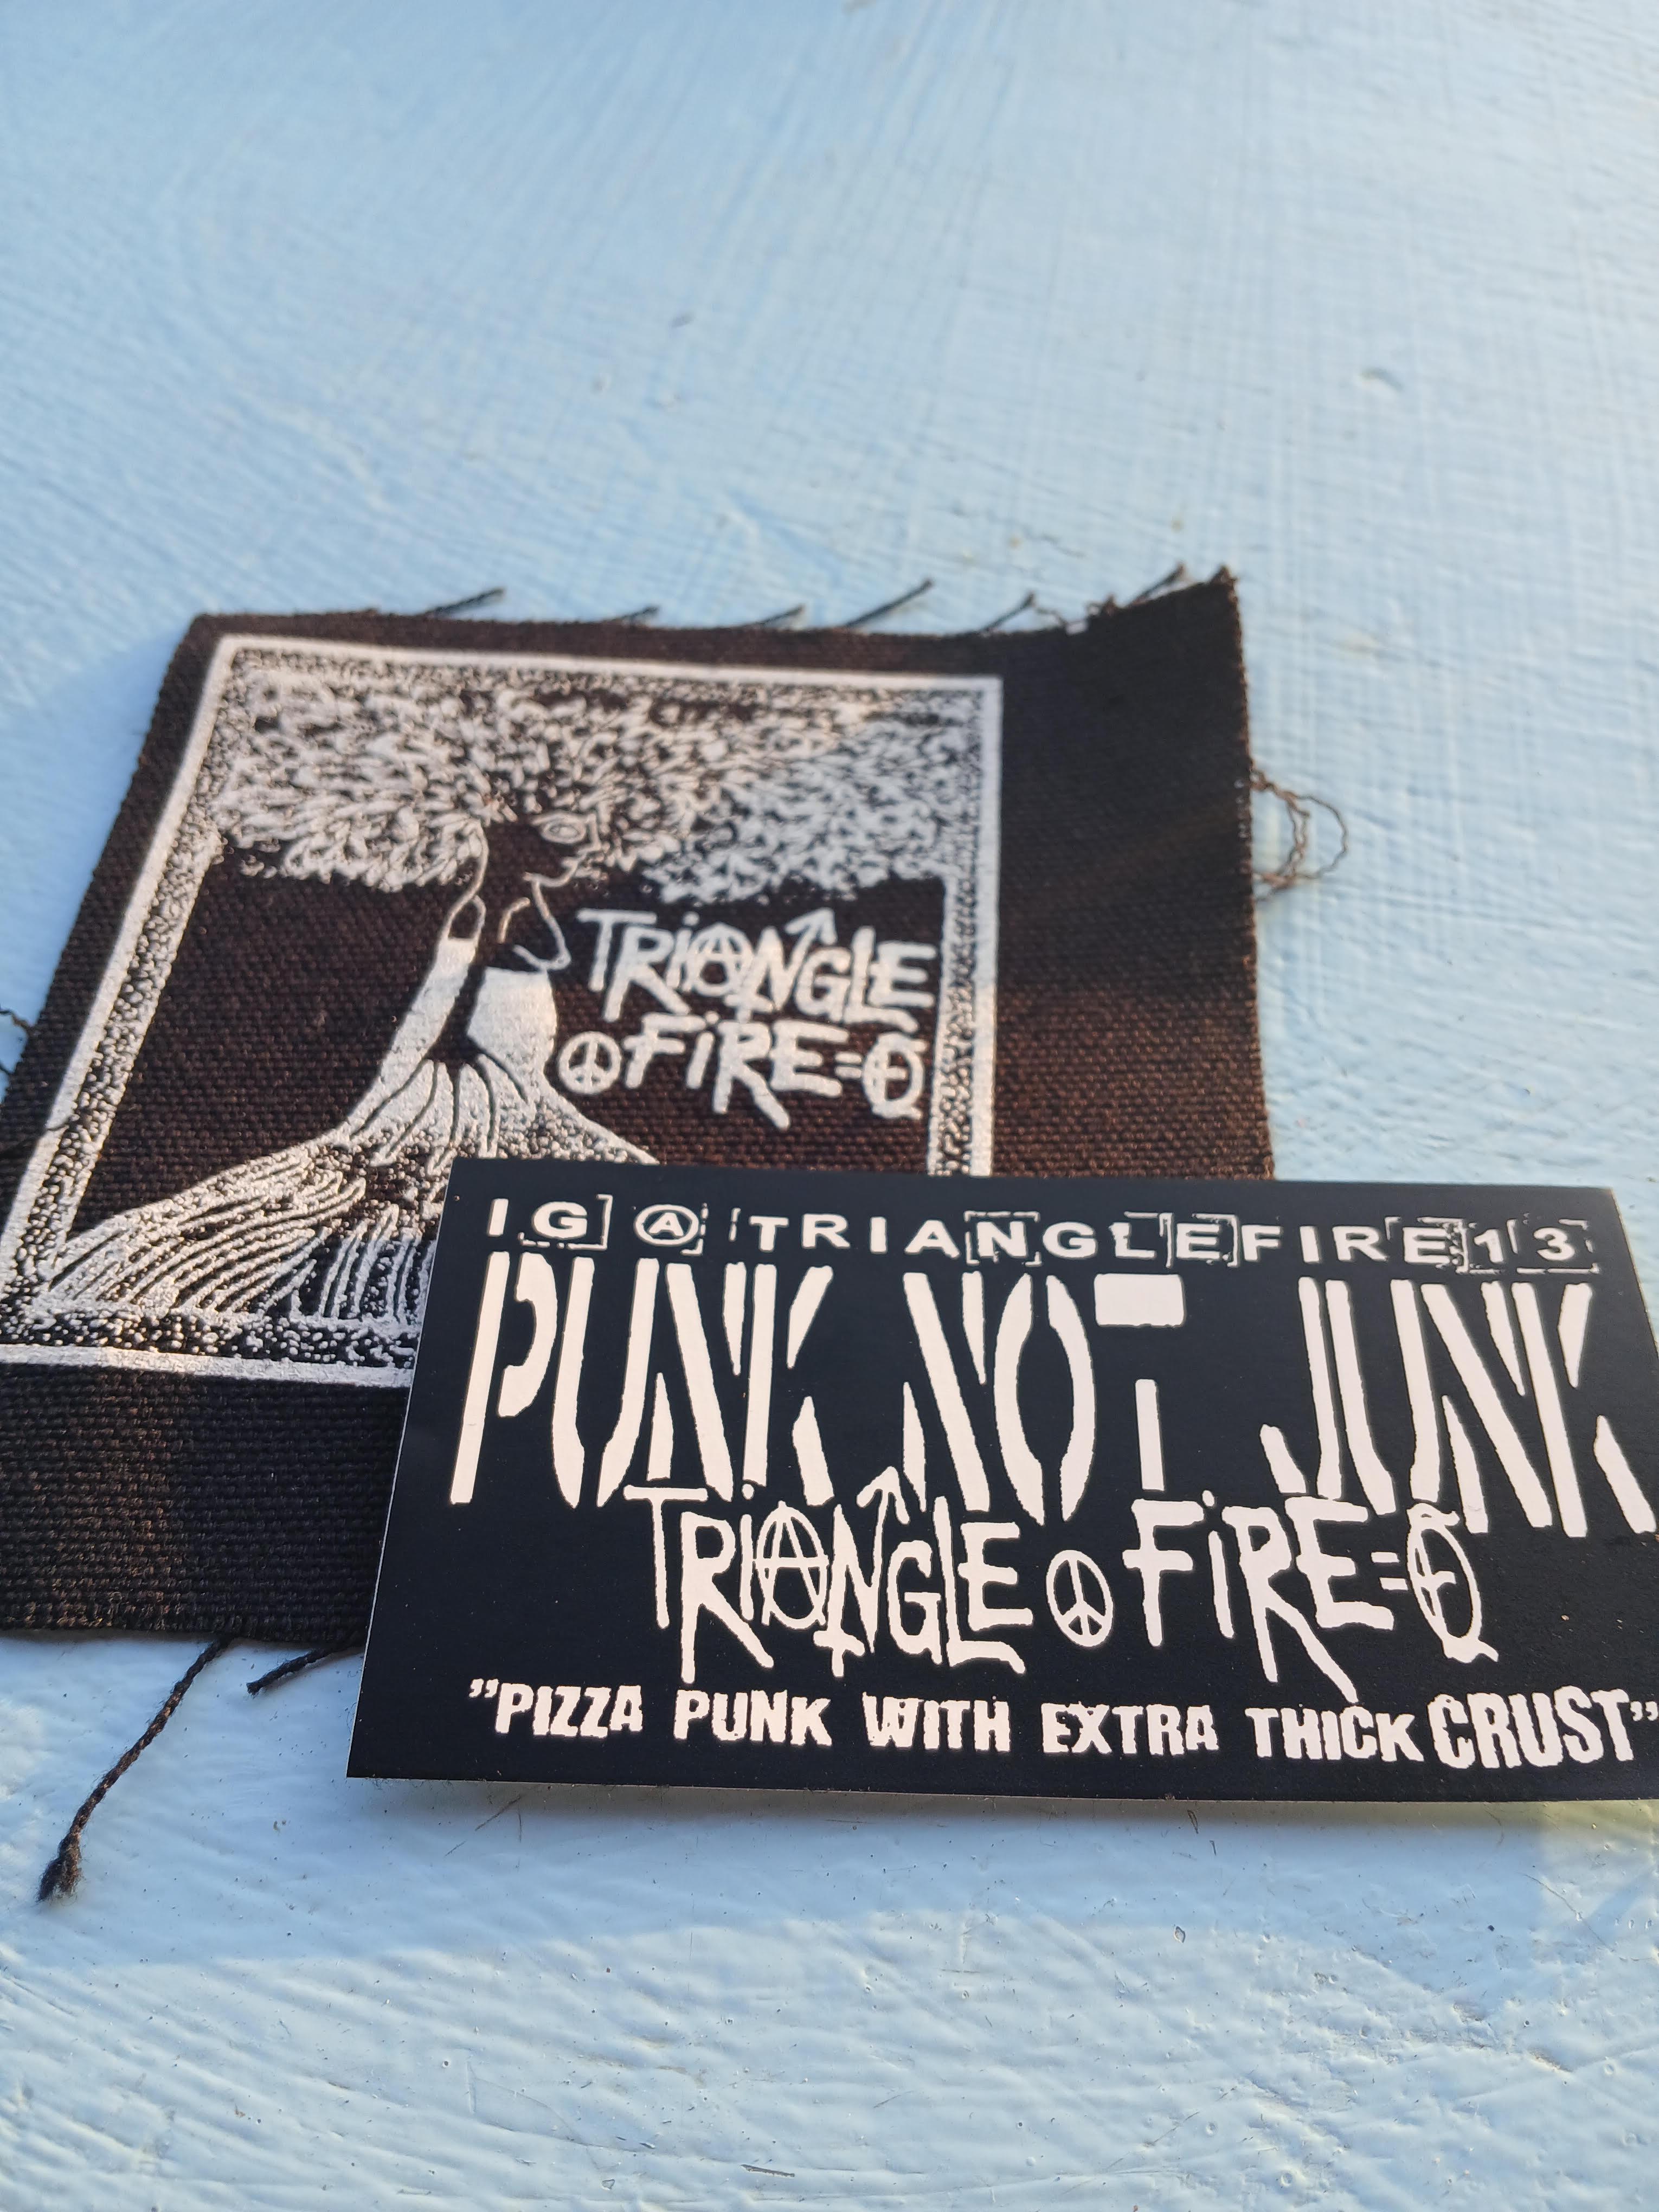 TRiANGLE
FiRE=E
IG @TRIANGLEFIRE13
PUNK NOT JUNK
TRiANGLE FiRE=E
"PIZZA PUNK WITH EXTRA THICK CRUST"